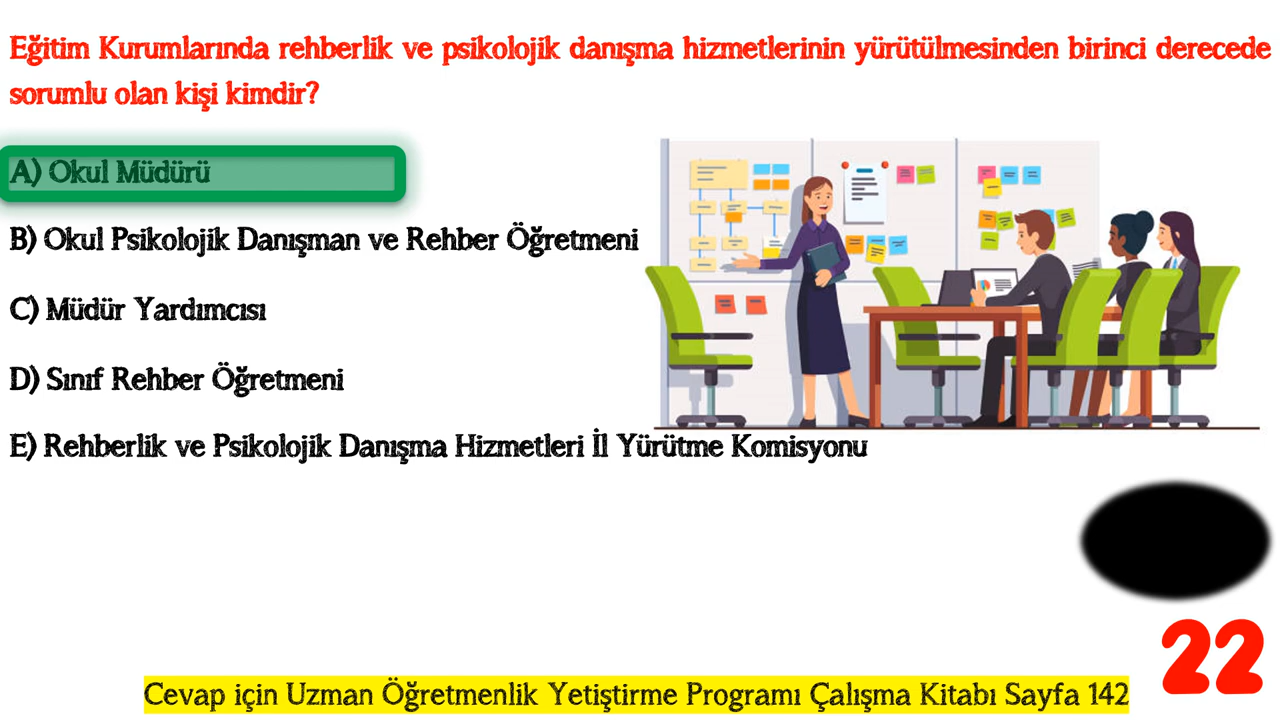 Eğitim Kurumlarında rehberlik ve psikolojik danışma hizmetlerinin yürütülmesinden birinci derecede
sorumlu olan kişi kimdir?
A) Okul Müdürü
B) Okul Psikolojik Danışman ve Rehber Öğretmeni
C) Müdür Yardımcısı
D) Sınıf Rehber Öğretmeni
E) Rehberlik ve Psikolojik Danışma Hizmetleri İl Yürütme Komisyonu
22
Cevap için Uzman Öğretmenlik Yetiştirme Programı Çalışma Kitabı Sayfa 142